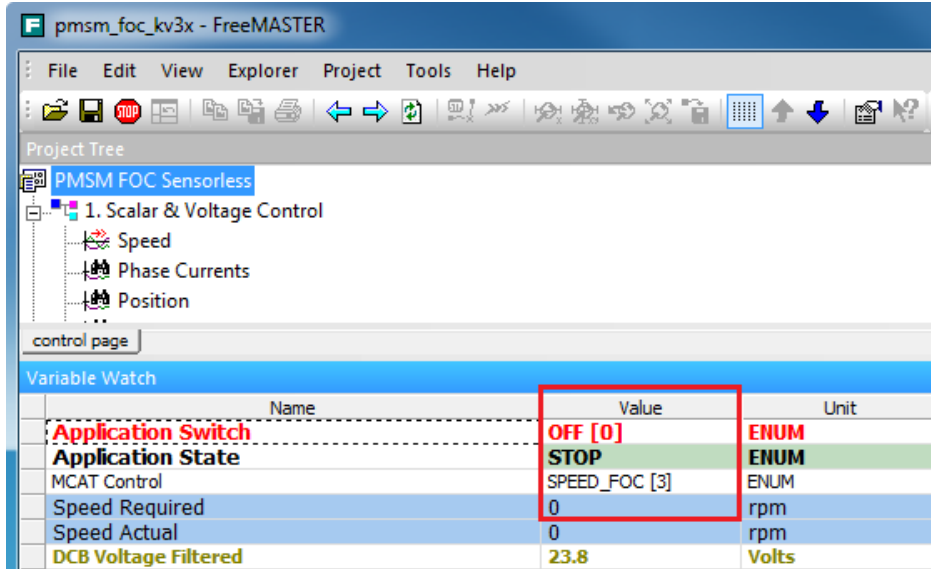 pmsm_foc_kv3x - FreeMASTER
File Edit View Explorer Project Tools Help
STOP
Project Tree
PMSM FOC Sensorless
1. Scalar & Voltage Control
Speed
Phase Currents
Position
control page
Variable Watch
Name Value Unit
Application Switch OFF [0] ENUM
Application State STOP ENUM
MCAT Control SPEED_FOC [3] ENUM
Speed Required 0 rpm
Speed Actual 0 rpm
DCB Voltage Filtered 23.8 Volts